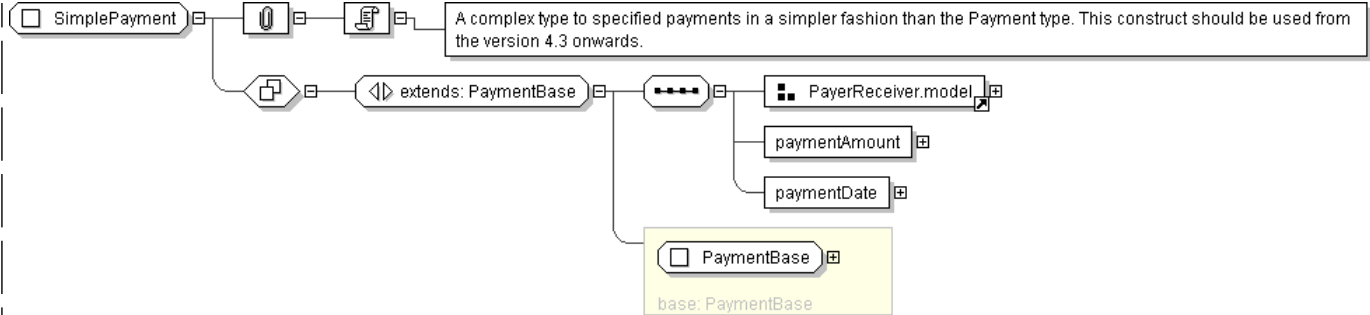 SimplePayment
A complex type to specified payments in a simpler fashion than the Payment type. This construct should be used from
the version 4.3 onwards.
extends: PaymentBase
PayerReceiver.model
paymentAmount
paymentDate
PaymentBase
base: PaymentBase